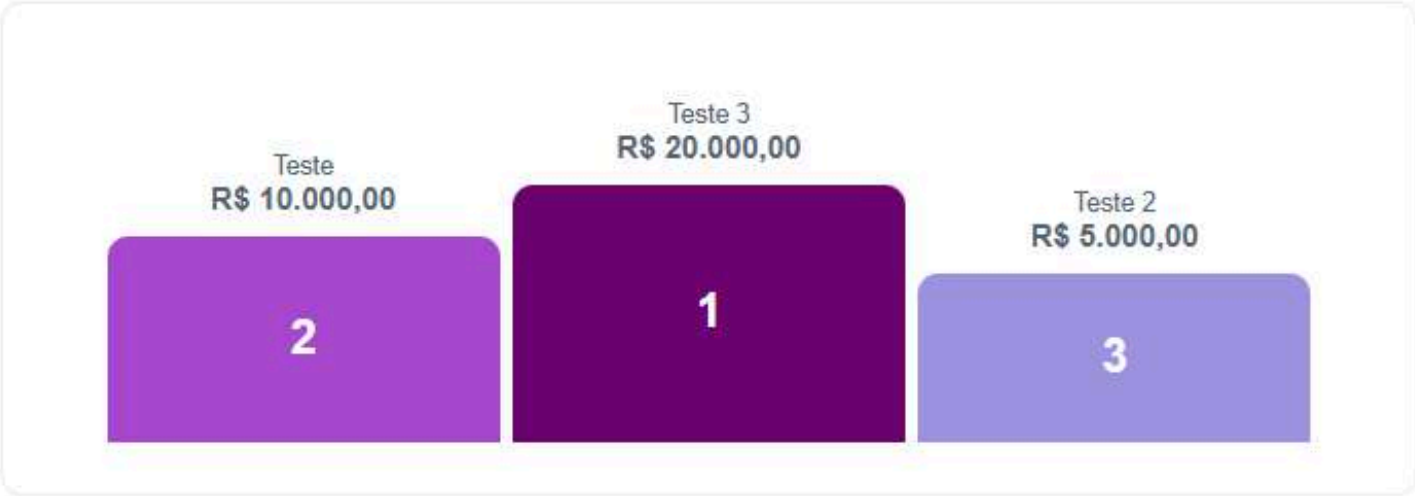 Teste
R$ 10.000,00
2
Teste 3
R$ 20.000,00
1
Teste 2
R$ 5.000,00
3